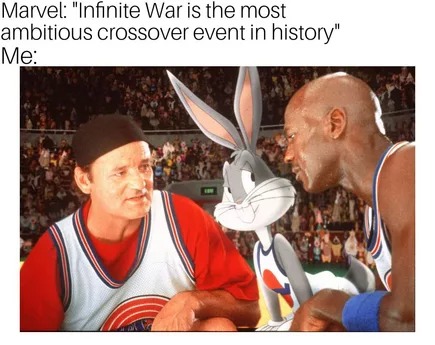 Marvel: "Infinite War is the most
ambitious crossover event in history"
Me: